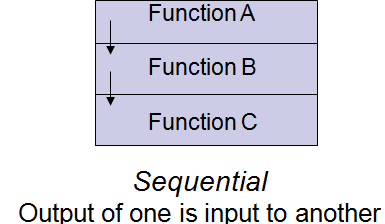 Function A
Function B
Function C
Sequential
Output of one is input to another